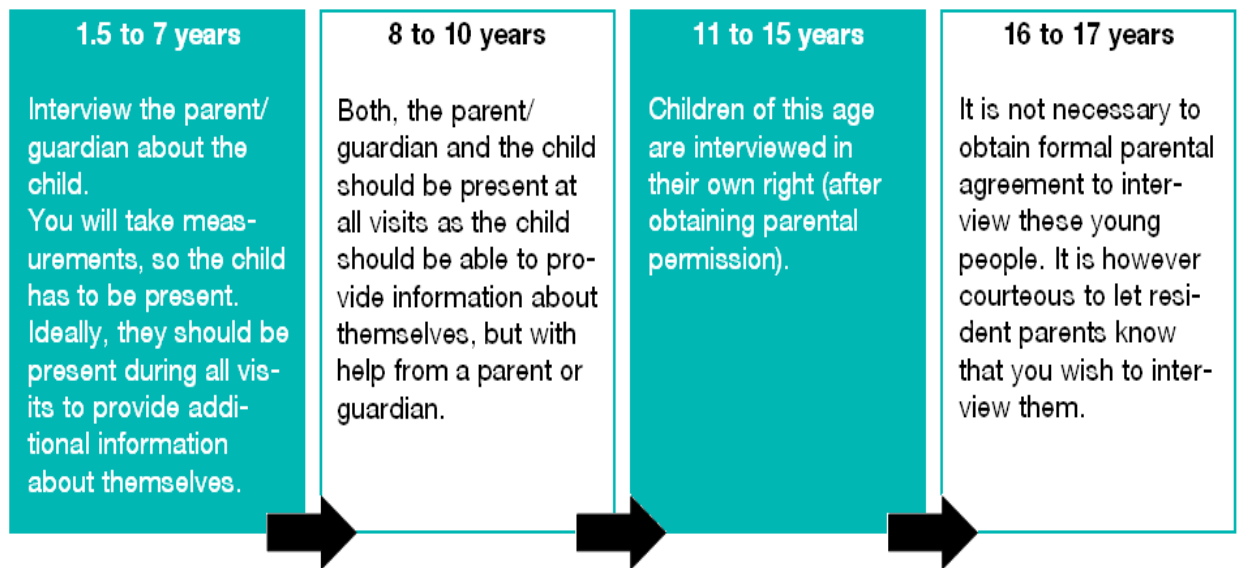 1.5 to 7 years
Interview the parent/
guardian about the
child.
You will take meas-
urements, so the child
has to be present.
Ideally, they should be
present during all vis-
its to provide addi-
tional information
about themselves.
8 to 10 years
Both, the parent/
guardian and the child
should be present at
all visits as the child
should be able to pro-
vide information about
themselves, but with
help from a parent or
guardian.
11 to 15 years
Children of this age
are interviewed in
their own right (after
obtaining parental
permission).
16 to 17 years
It is not necessary to
obtain formal parental
agreement to inter-
view these young
people. It is however
courteous to let resi-
dent parents know
that you wish to inter-
view them.